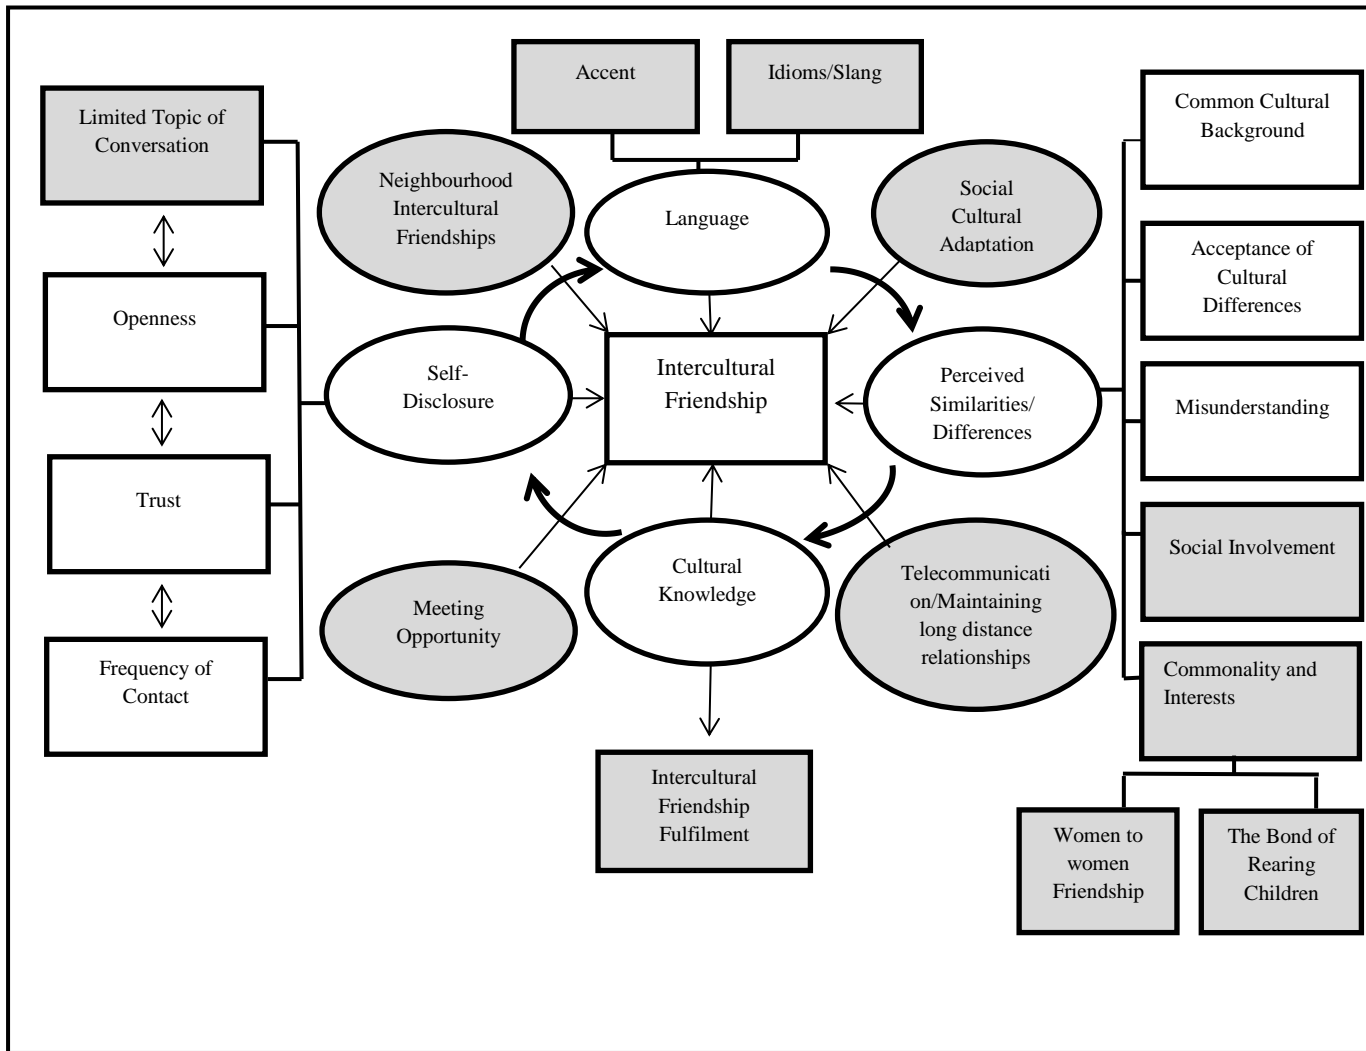 Accent
Idioms/Slang
Limited Topic of
Conversation
Common Cultural
Background
Neighbourhood
Intercultural
Friendships
Language
Social
Cultural
Adaptation
Acceptance of
Cultural
Differences
Openness
Self-
Disclosure
Intercultural
Friendship
Perceived
Similarities/
Differences
Misunderstanding
Trust
Social Involvement
Meeting
Opportunity
Cultural
Knowledge
Telecommunicati
on/Maintaining
long distance
relationships
Frequency of
Contact
Commonality and
Interests
Intercultural
Friendship
Fulfilment
Women to
women
Friendship
The Bond of
Rearing
Children